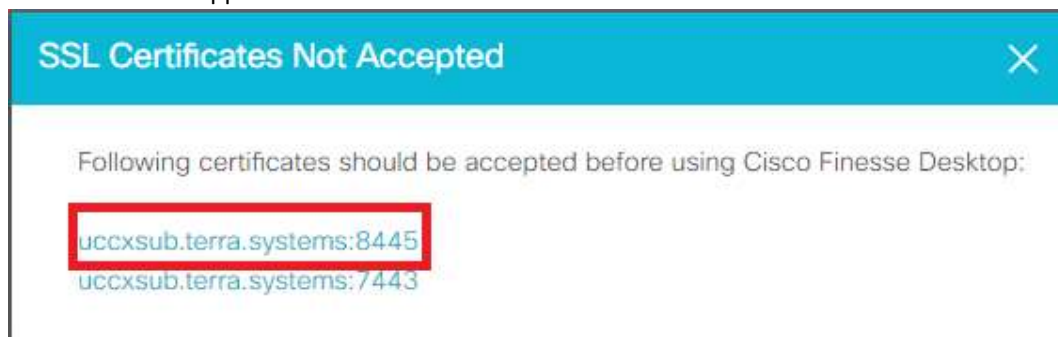 SSL Certificates Not Accepted
Following certificates should be accepted before using Cisco Finesse Desktop:
uccxsub.terra.systems:8445
uccxsub.terra.systems:7443